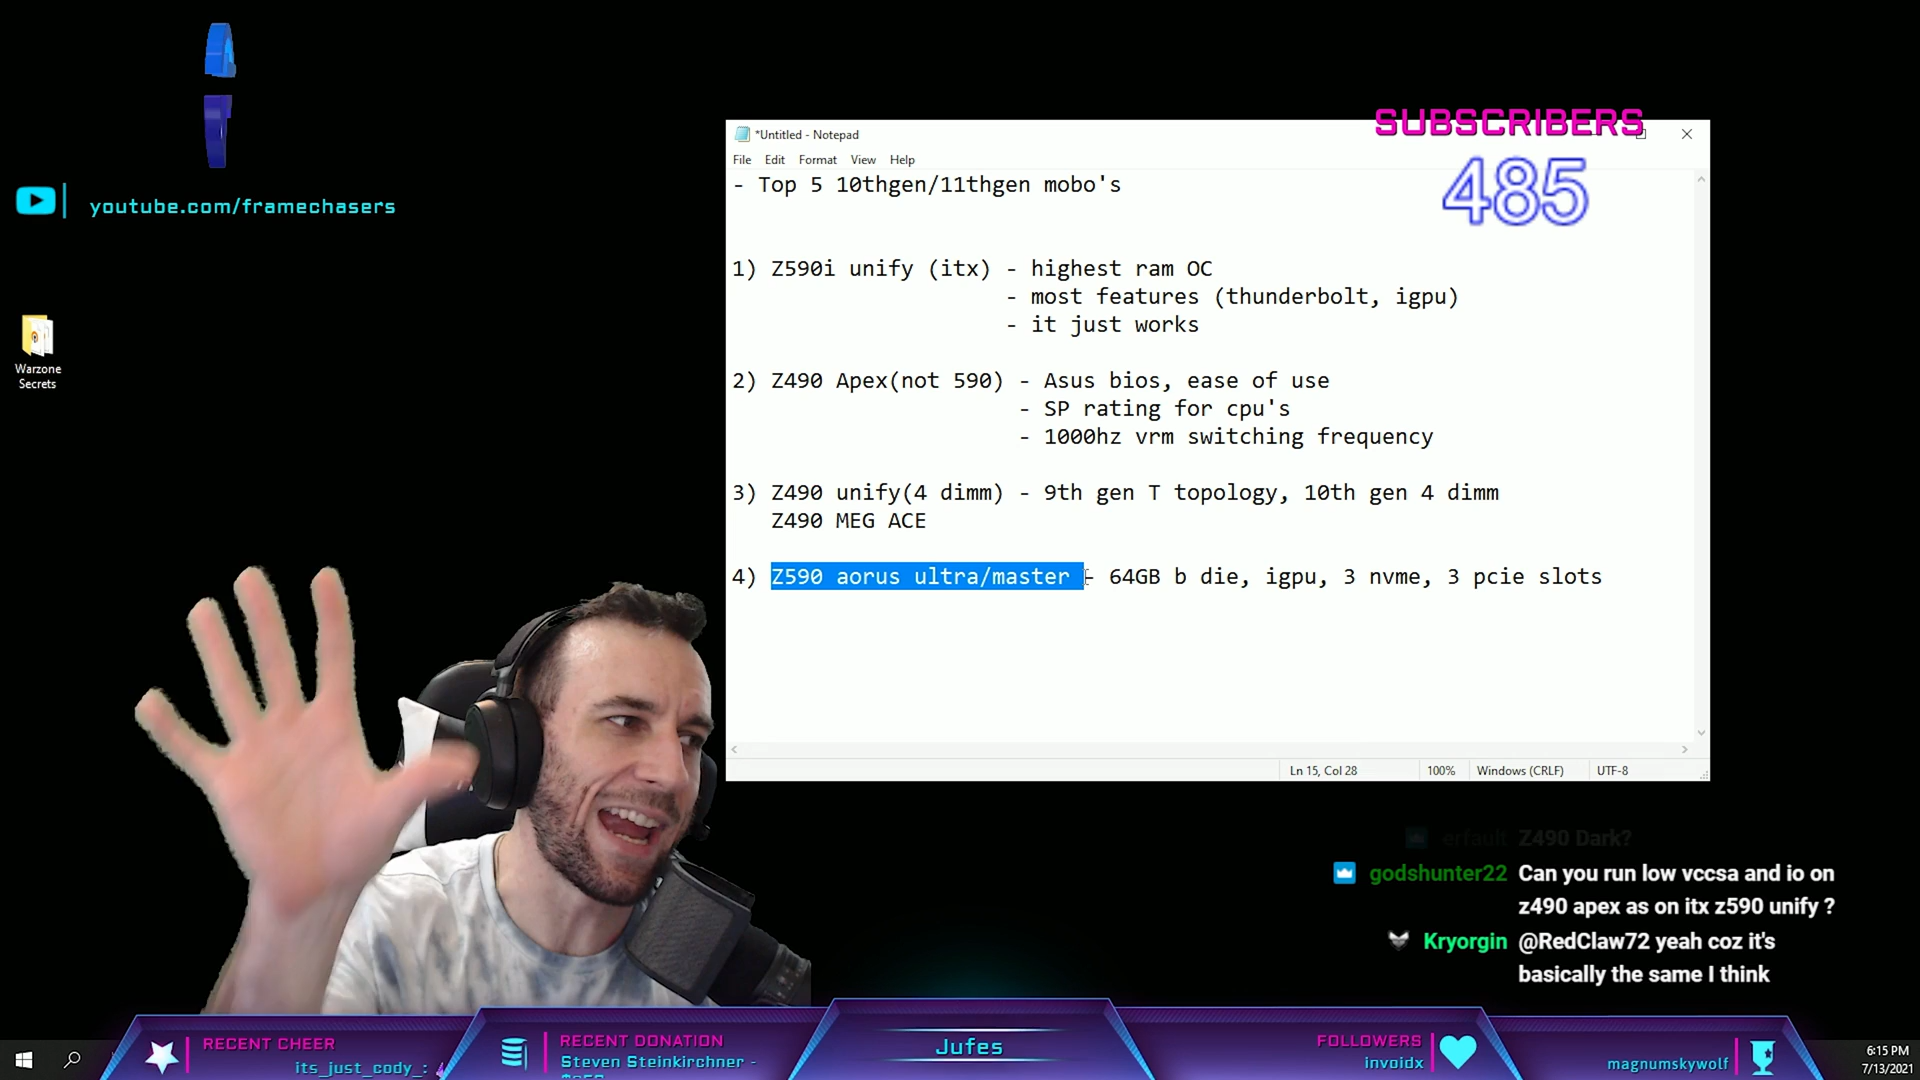 youtube.com/framechasers
Warzone
Secrets
*Untitled - Notepad
File Edit Format View Help
SUBSCRIBERS
485
- Top 5 10thgen/11thgen mobo's
1) Z590i unify (itx) - highest ram OC
- most features (thunderbolt, igpu)
- it just works
2) Z490 Apex(not 590) - Asus bios, ease of use
- SP rating for cpu's
- 1000hz vrm switching frequency
3) Z490 unify(4 dimm) - 9th gen T topology, 10th gen 4 dimm
Z490 MEG ACE
4) Z590 aorus ultra/master - 64GB b die, igpu, 3 nvme, 3 pcie slots
Ln 15, Col 28 100% Windows (CRLF) UTF-8
erfault Z490 Dark?
godshunter22 Can you run low vccsa and io on
z490 apex as on itx z590 unify ?
Kryorgin @RedClaw72 yeah coz it's
basically the same I think
RECENT CHEER
its_just_cody_:
RECENT DONATION
Steven Steinkirchner -
Jufes
FOLLOWERS
invoidx
magnumskywolf
6:15 PM
7/13/2021